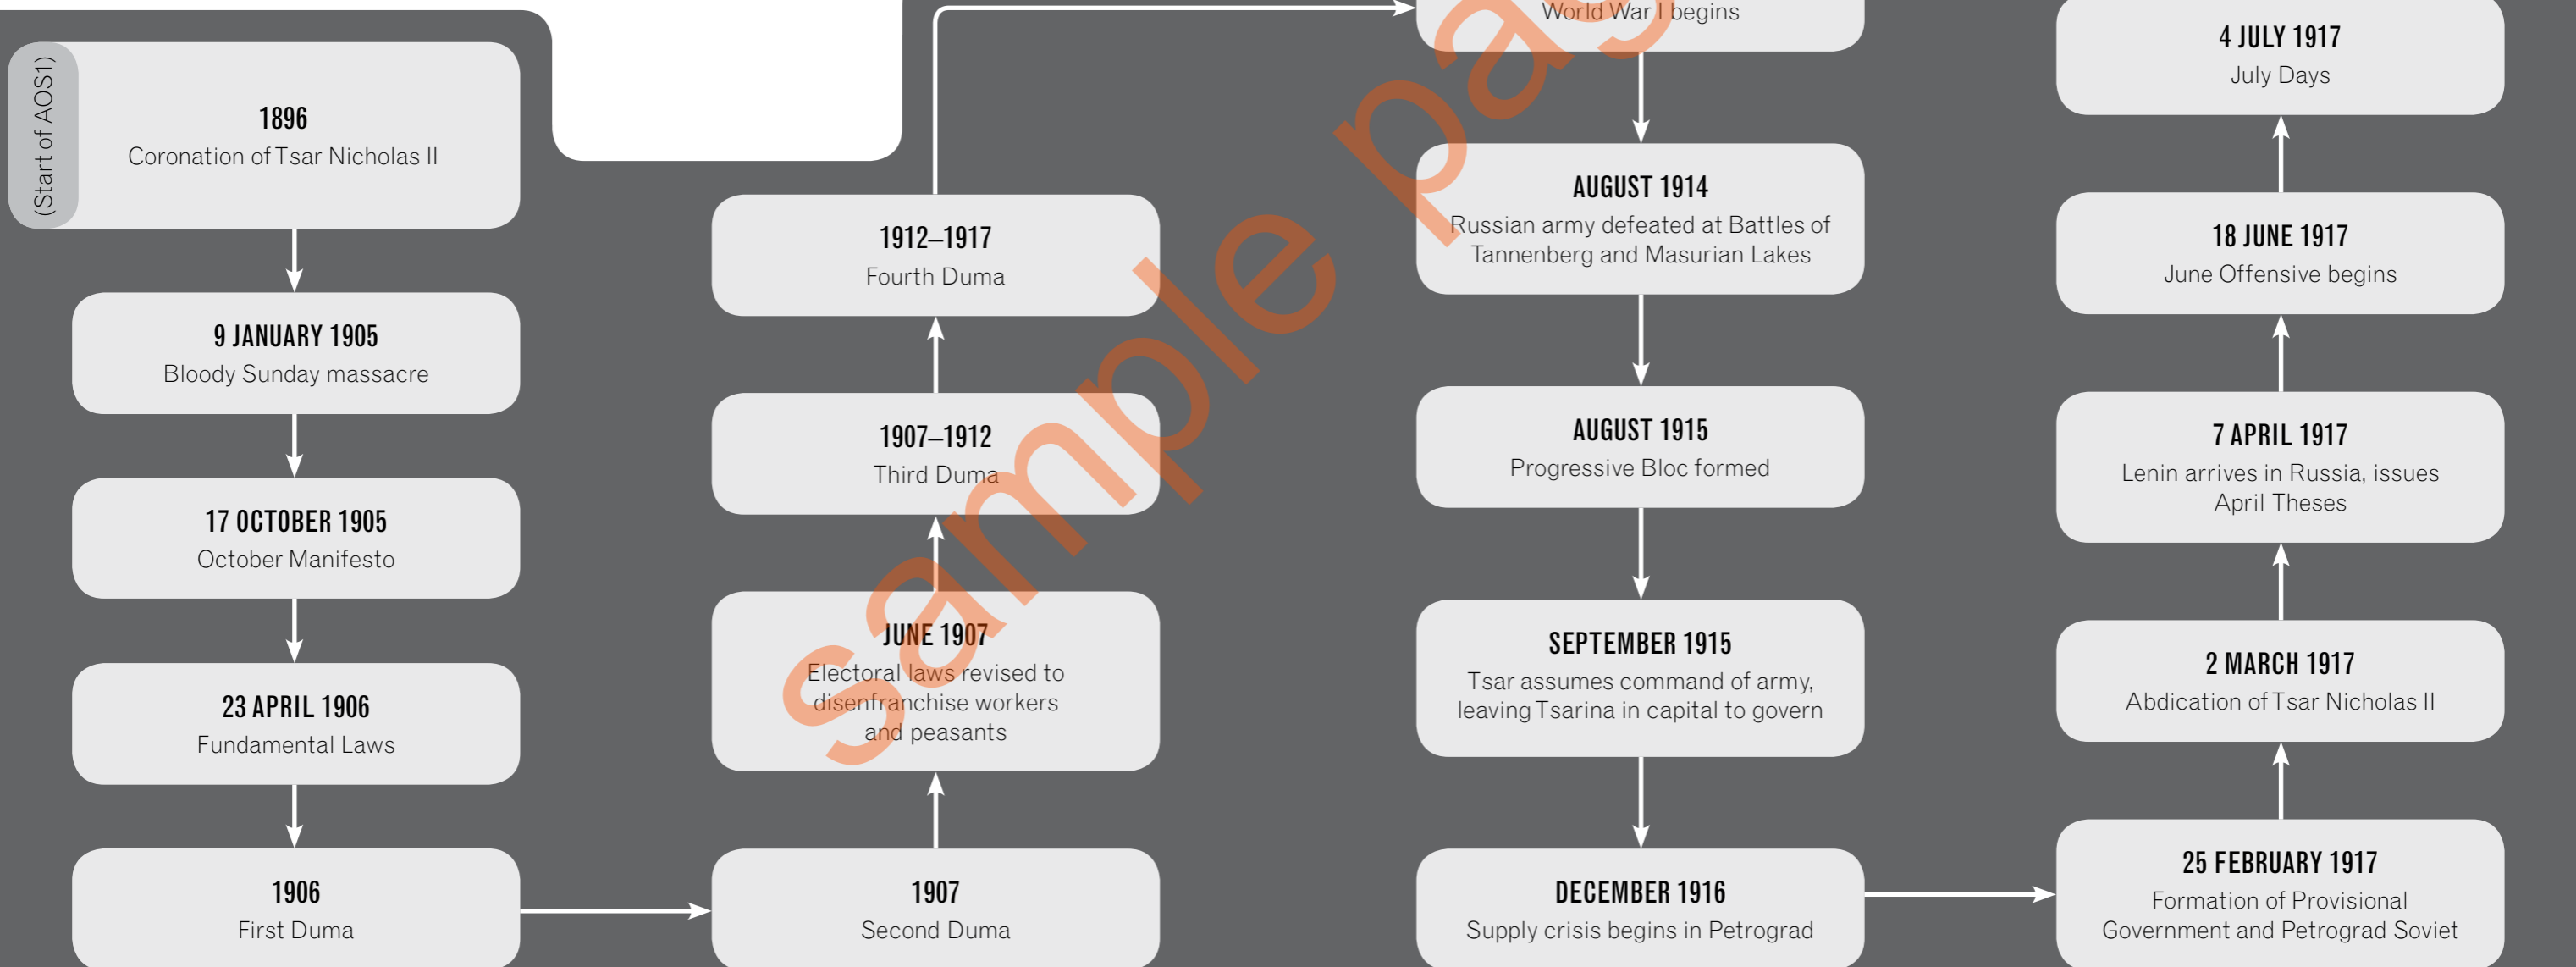 (Start of AOS1)
1896
Coronation of Tsar Nicholas II
9 JANUARY 1905
Bloody Sunday massacre
17 OCTOBER 1905
October Manifesto
23 APRIL 1906
Fundamental Laws
1906
First Duma
1907
Second Duma
JUNE 1907
Electoral laws revised to
disenfranchise workers
and peasants
1907–1912
Third Duma
1912–1917
Fourth Duma
World War I begins
AUGUST 1914
Russian army defeated at Battles of
Tannenberg and Masurian Lakes
AUGUST 1915
Progressive Bloc formed
SEPTEMBER 1915
Tsar assumes command of army,
leaving Tsarina in capital to govern
DECEMBER 1916
Supply crisis begins in Petrograd
25 FEBRUARY 1917
Formation of Provisional
Government and Petrograd Soviet
2 MARCH 1917
Abdication of Tsar Nicholas II
7 APRIL 1917
Lenin arrives in Russia, issues
April Theses
18 JUNE 1917
June Offensive begins
4 JULY 1917
July Days
sample